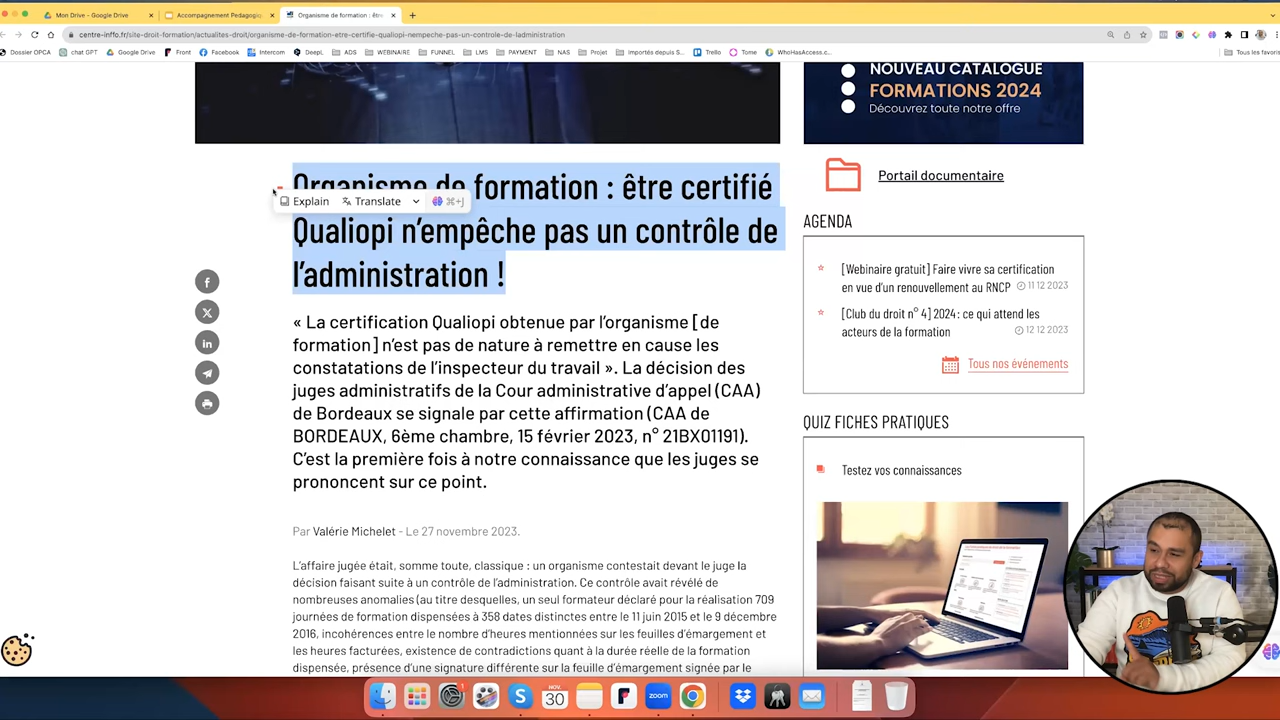 Mon Drive - Google Drive
Accompagnement Pedagogi
Organisme de formation : être
centre-inffo.fr/site-droit-formation/actualites-droit/organisme-de-formation-etre-certifie-qualiopi-nempeche-pas-un-controle-de-ladministration
Dossier OPCA
chat GPT
Google Drive
Front
Facebook
Intercom
DeepL
ADS
WEBINAIRE
FUNNEL
LMS
PAYMENT
NAS
Projet
Importés depuis S...
Trello
Tome
WhoHasAccess.c...
Tous les favoris
NOUVEAU CATALOGUE
FORMATIONS 2024
Découvrez toute notre offre
Portail documentaire
Organisme de formation : être certifié
Qualiopi n'empêche pas un contrôle de
l'administration !
Explain
Translate
⌘+J
« La certification Qualiopi obtenue par l'organisme [de
formation] n'est pas de nature à remettre en cause les
constatations de l'inspecteur du travail ». La décision des
juges administratifs de la Cour administrative d'appel (CAA)
de Bordeaux se signale par cette affirmation (CAA de
BORDEAUX, 6ème chambre, 15 février 2023, n° 21BX01191).
C'est la première fois à notre connaissance que les juges se
prononcent sur ce point.
Par Valérie Michelet - Le 27 novembre 2023.
L'affaire jugée était, somme toute, classique : un organisme contestait devant le juge la
décision faisant suite à un contrôle de l'administration. Ce contrôle avait révélé de
nombreuses anomalies (au titre desquelles, un seul formateur déclaré pour la réalisation 709
journées de formation dispensées à 358 dates distinctes entre le 11 juin 2015 et le 9 décembre
2016, incohérences entre le nombre d'heures mentionnées sur les feuilles d'émargement et
les heures facturées, existence de contradictions quant à la durée réelle de la formation
dispensée, présence d'une signature différente sur la feuille d'émargement signée par le
AGENDA
[Webinaire gratuit] Faire vivre sa certification
en vue d'un renouvellement au RNCP 11 12 2023
[Club du droit n° 4] 2024 : ce qui attend les
acteurs de la formation 12 12 2023
Tous nos événements
QUIZ FICHES PRATIQUES
Testez vos connaissances
NOV
30
zoom